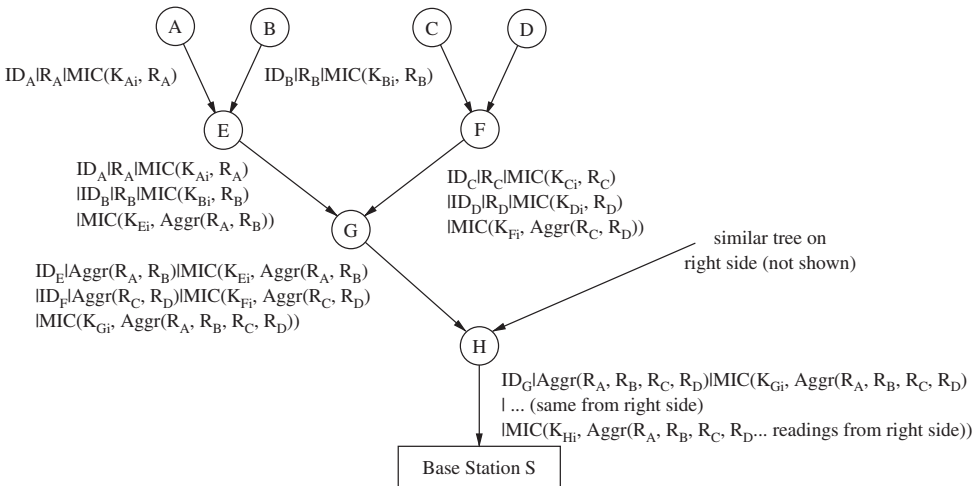 A
B
C
D
ID_A|R_A|MIC(K_Ai, R_A)
ID_B|R_B|MIC(K_Bi, R_B)
E
F
ID_A|R_A|MIC(K_Ai, R_A)
|ID_B|R_B|MIC(K_Bi, R_B)
|MIC(K_Ei, Aggr(R_A, R_B))
ID_C|R_C|MIC(K_Ci, R_C)
|ID_D|R_D|MIC(K_Di, R_D)
|MIC(K_Fi, Aggr(R_C, R_D))
G
similar tree on
right side (not shown)
ID_E|Aggr(R_A, R_B)|MIC(K_Ei, Aggr(R_A, R_B)
|ID_F|Aggr(R_C, R_D)|MIC(K_Fi, Aggr(R_C, R_D)
|MIC(K_Gi, Aggr(R_A, R_B, R_C, R_D))
H
ID_G|Aggr(R_A, R_B, R_C, R_D)|MIC(K_Gi, Aggr(R_A, R_B, R_C, R_D)
| ... (same from right side)
|MIC(K_Hi, Aggr(R_A, R_B, R_C, R_D... readings from right side))
Base Station S